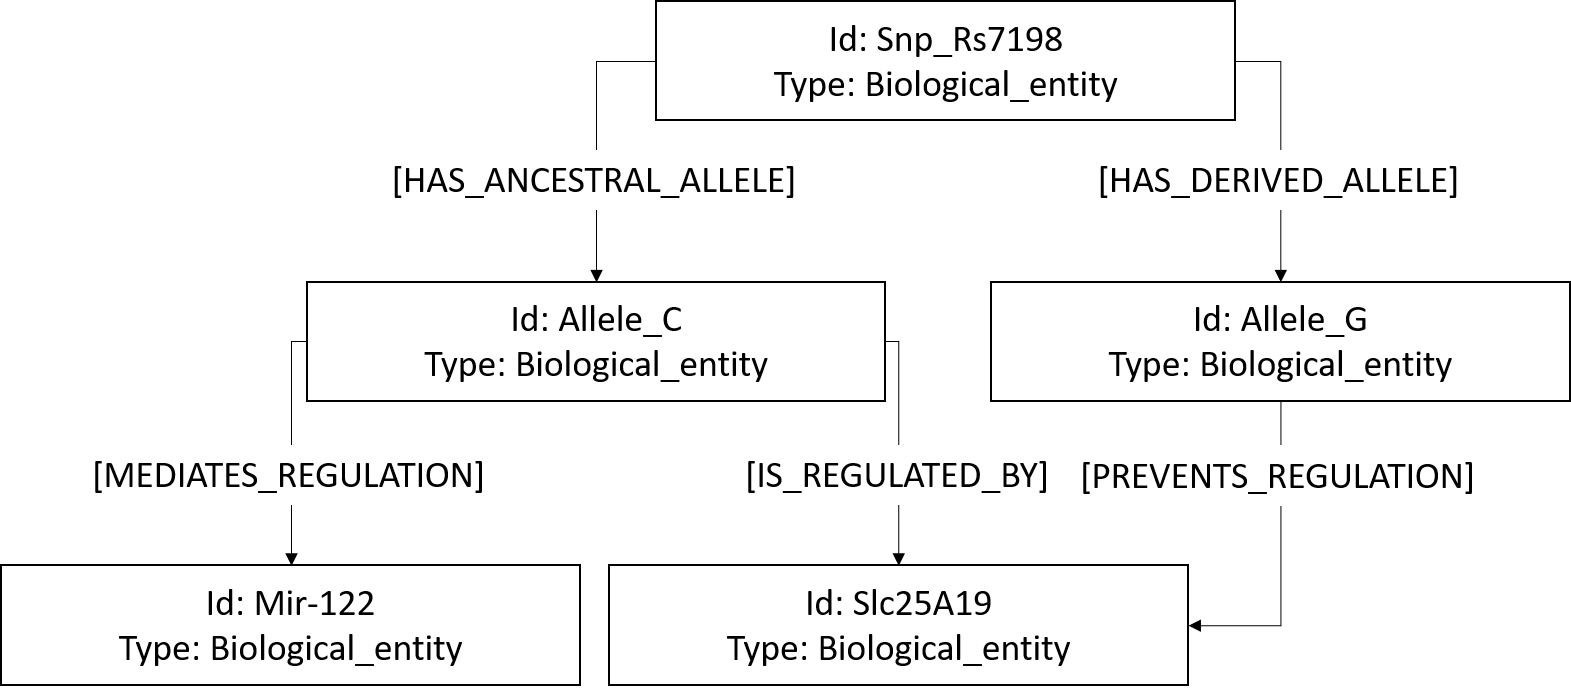 Id: Snp_Rs7198
Type: Biological_entity
[HAS_ANCESTRAL_ALLELE]
[HAS_DERIVED_ALLELE]
Id: Allele_C
Type: Biological_entity
Id: Allele_G
Type: Biological_entity
[MEDIATES_REGULATION]
[IS_REGULATED_BY]
[PREVENTS_REGULATION]
Id: Mir-122
Type: Biological_entity
Id: Slc25A19
Type: Biological_entity